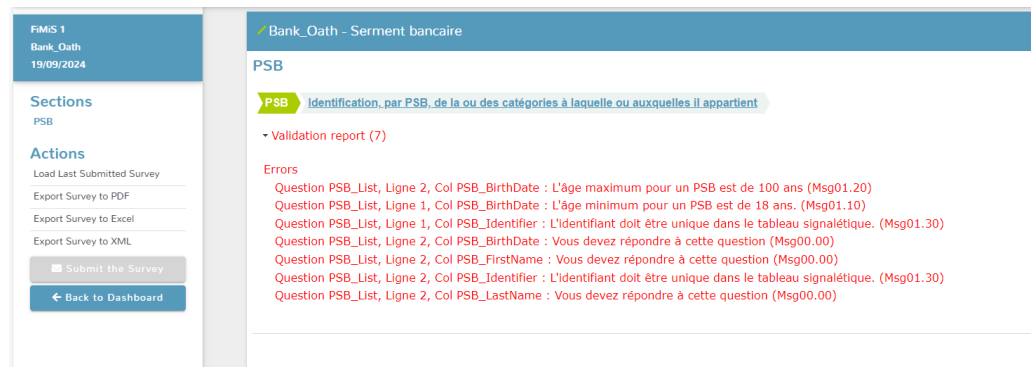 FiMiS 1
Bank_Oath
19/09/2024
Sections
PSB
Actions
Load Last Submitted Survey
Export Survey to PDF
Export Survey to Excel
Export Survey to XML
Submit the Survey
Back to Dashboard
Bank_Oath - Serment bancaire
PSB
PSB Identification, par PSB, de la ou des catégories à laquelle ou auxquelles il appartient
Validation report (7)
Errors
Question PSB_List, Ligne 2, Col PSB_BirthDate : L'âge maximum pour un PSB est de 100 ans (Msg01.20)
Question PSB_List, Ligne 1, Col PSB_BirthDate : L'âge minimum pour un PSB est de 18 ans. (Msg01.10)
Question PSB_List, Ligne 1, Col PSB_Identifier : L'identifiant doit être unique dans le tableau signalétique. (Msg01.30)
Question PSB_List, Ligne 2, Col PSB_BirthDate : Vous devez répondre à cette question (Msg00.00)
Question PSB_List, Ligne 2, Col PSB_FirstName : Vous devez répondre à cette question (Msg00.00)
Question PSB_List, Ligne 2, Col PSB_Identifier : L'identifiant doit être unique dans le tableau signalétique. (Msg01.30)
Question PSB_List, Ligne 2, Col PSB_LastName : Vous devez répondre à cette question (Msg00.00)